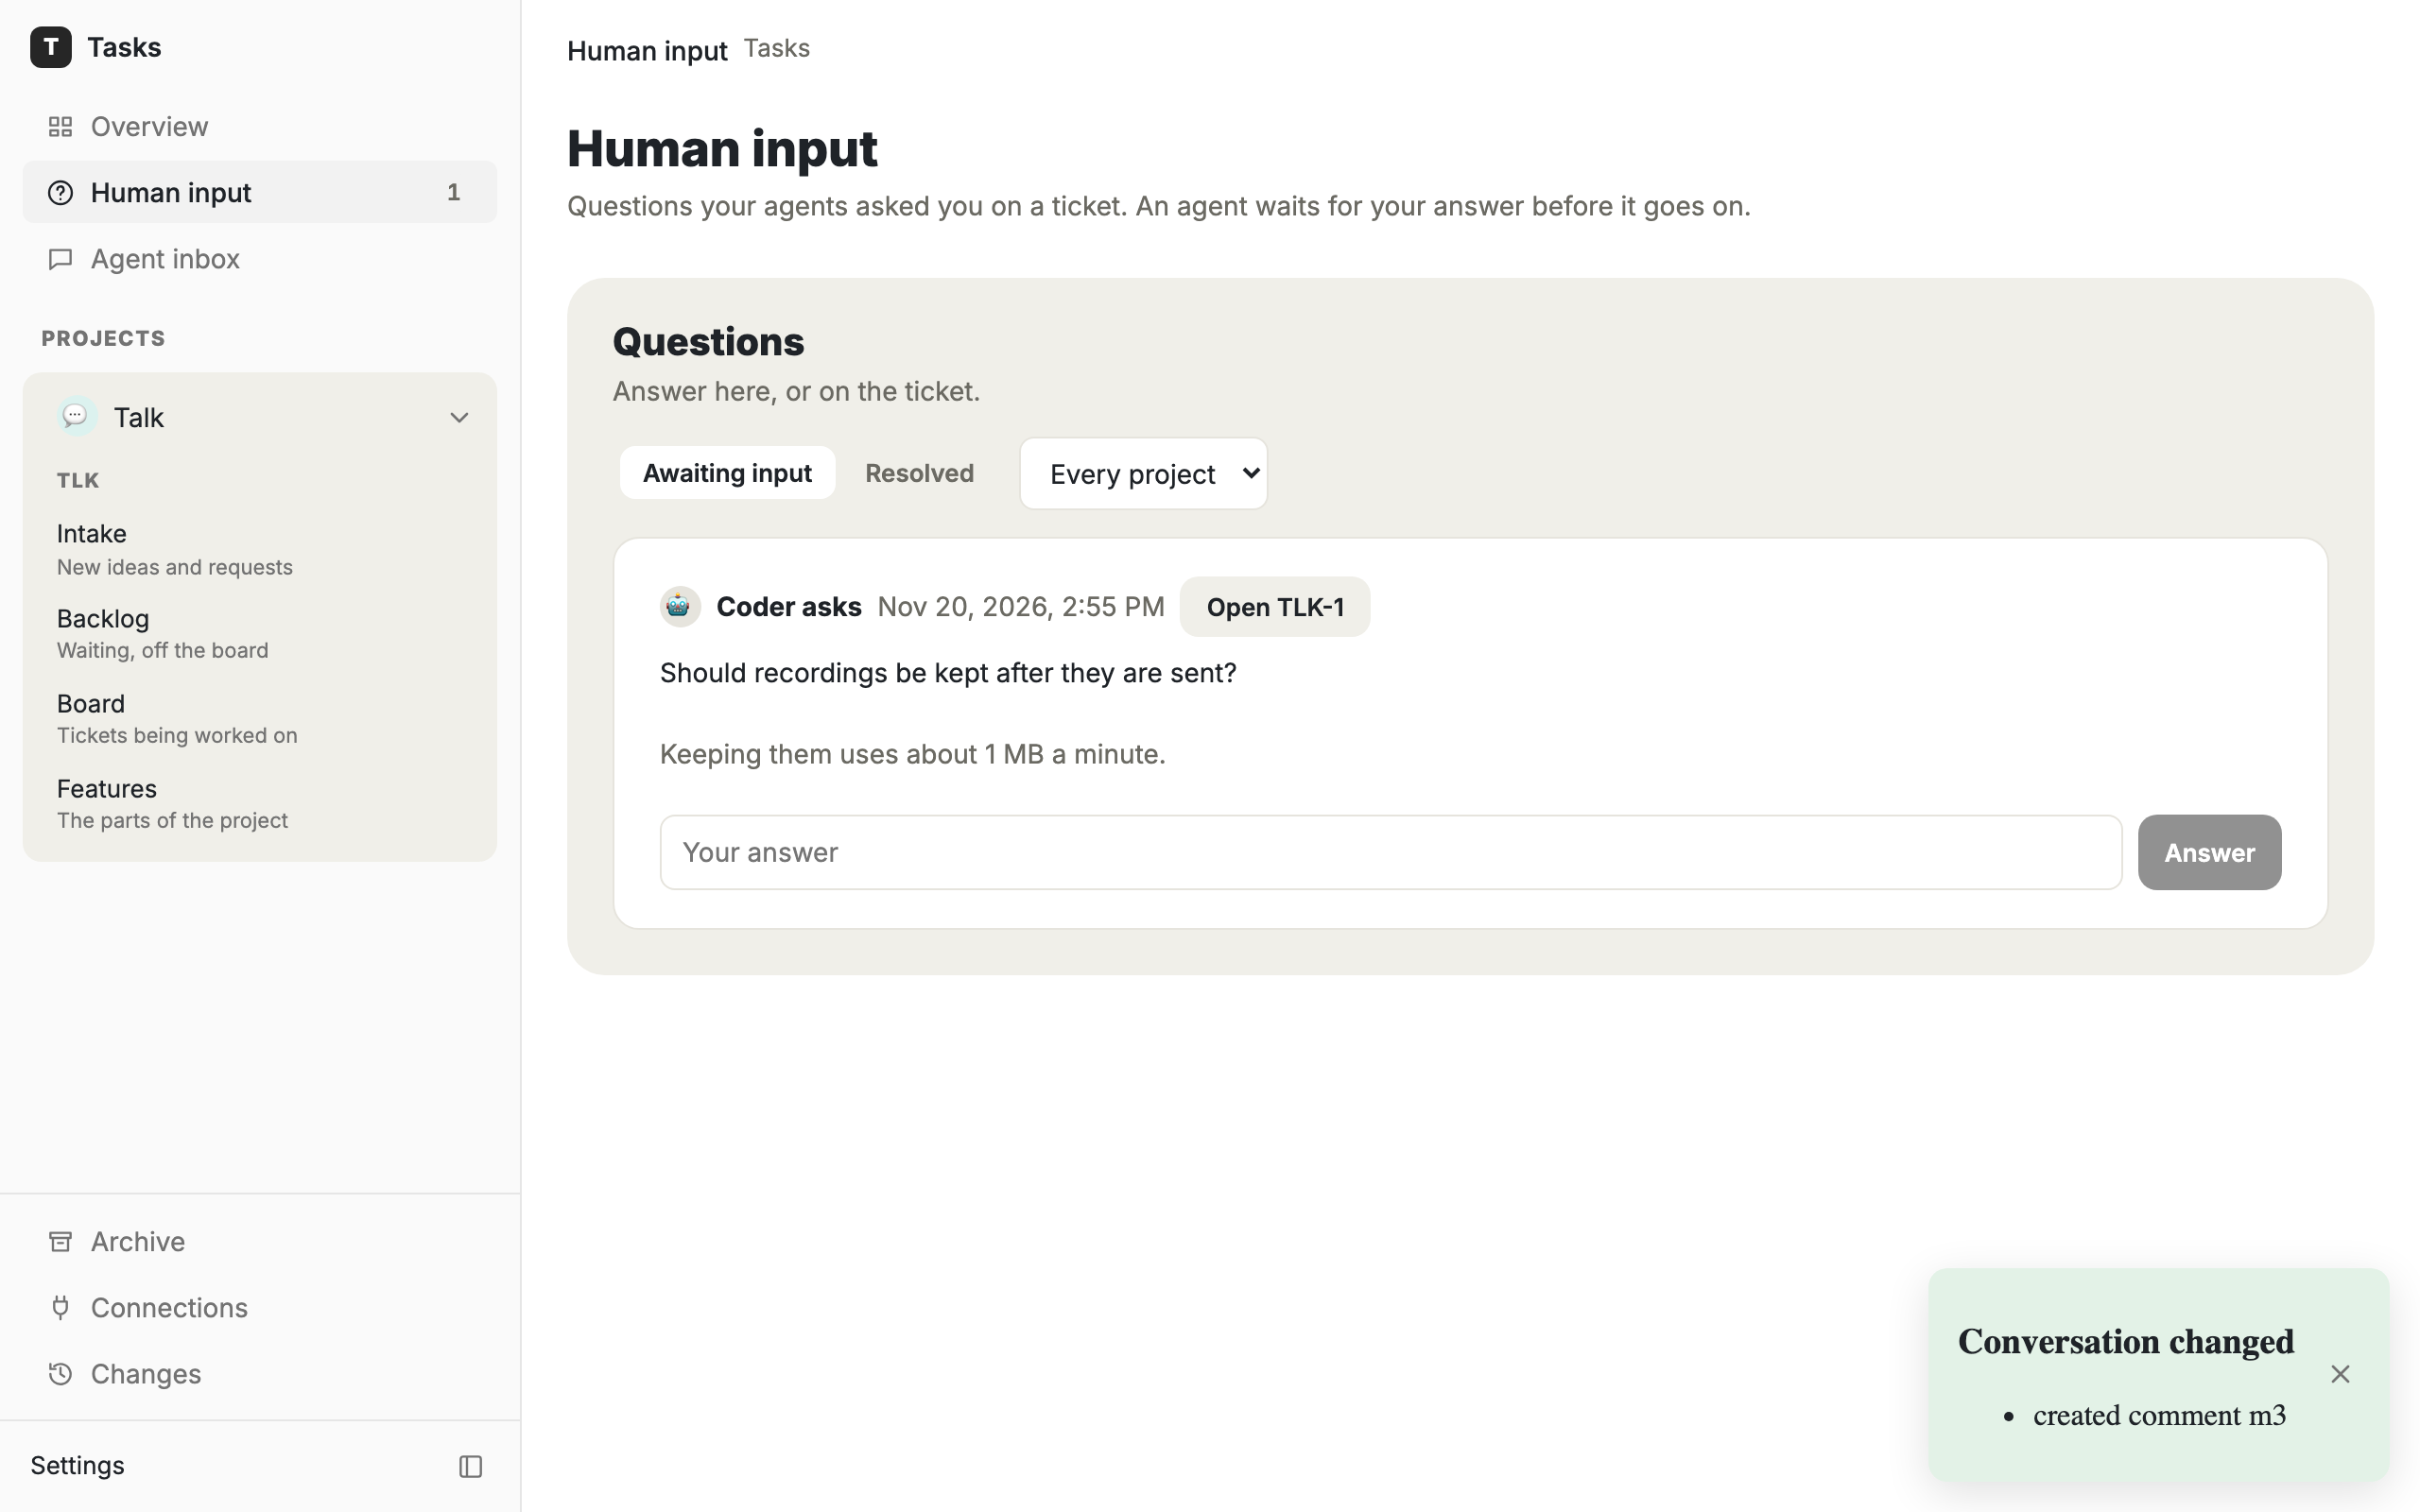 T Tasks
Overview
Human input 1
Agent inbox
PROJECTS
Talk
TLK
Intake
New ideas and requests
Backlog
Waiting, off the board
Board
Tickets being worked on
Features
The parts of the project
Archive
Connections
Changes
Settings
Human input Tasks
Human input
Questions your agents asked you on a ticket. An agent waits for your answer before it goes on.
Questions
Answer here, or on the ticket.
Awaiting input Resolved Every project
Coder asks Nov 20, 2026, 2:55 PM Open TLK-1
Should recordings be kept after they are sent?
Keeping them uses about 1 MB a minute.
Your answer Answer
Conversation changed
• created comment m3